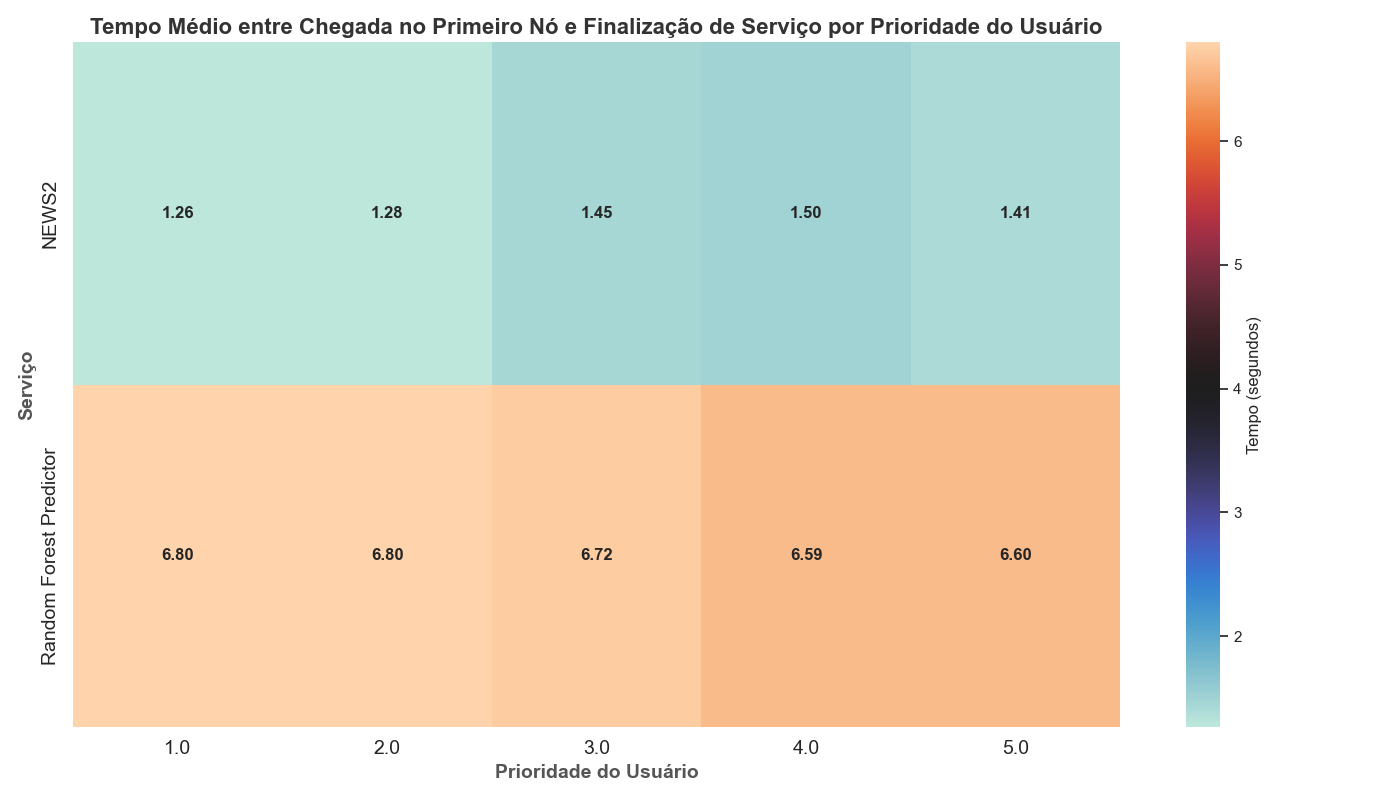 Tempo Médio entre Chegada no Primeiro Nó e Finalização de Serviço por Prioridade do Usuário
Serviço
NEWS2
1.26 1.28 1.45 1.50 1.41
Random Forest Predictor
6.80 6.80 6.72 6.59 6.60
1.0 2.0 3.0 4.0 5.0
Prioridade do Usuário
6
5
4
3
2
Tempo (segundos)